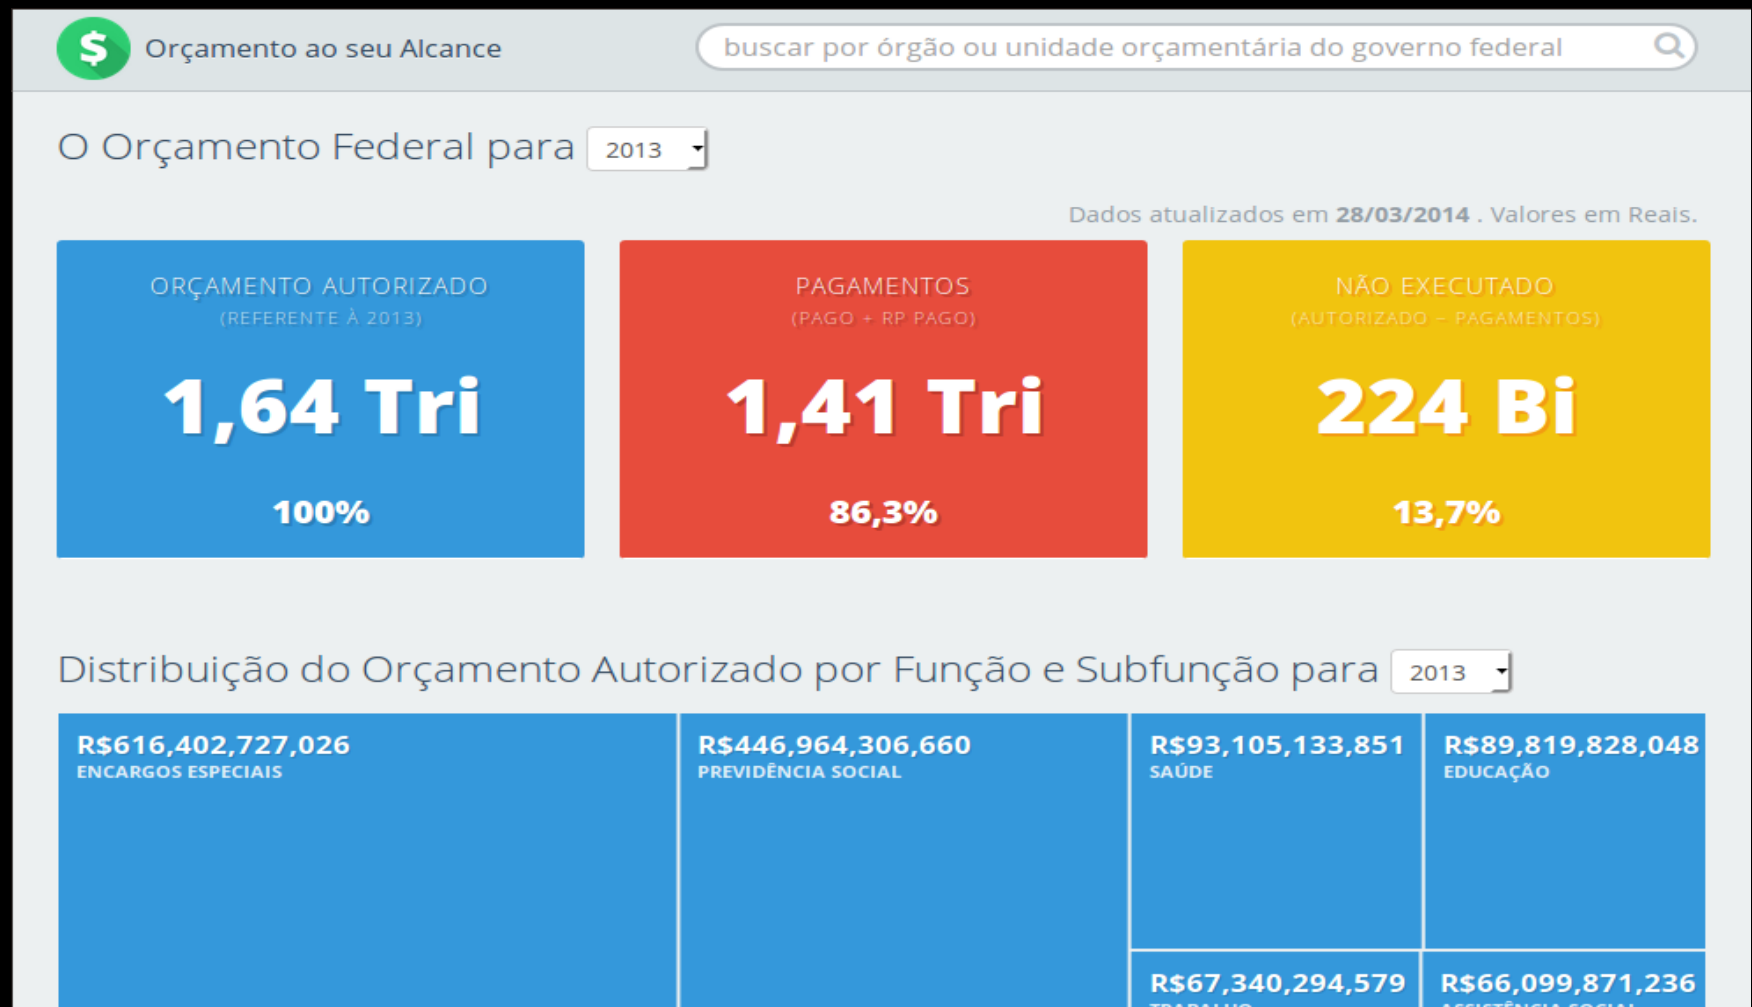 Orçamento ao seu Alcance
buscar por órgão ou unidade orçamentária do governo federal
O Orçamento Federal para 2013
Dados atualizados em 28/03/2014 . Valores em Reais.
ORÇAMENTO AUTORIZADO
(REFERENTE À 2013)
1,64 Tri
100%
PAGAMENTOS
(PAGO + RP PAGO)
1,41 Tri
86,3%
NÃO EXECUTADO
(AUTORIZADO – PAGAMENTOS)
224 Bi
13,7%
Distribuição do Orçamento Autorizado por Função e Subfunção para 2013
R$616,402,727,026
ENCARGOS ESPECIAIS
R$446,964,306,660
PREVIDÊNCIA SOCIAL
R$93,105,133,851
SAÚDE
R$89,819,828,048
EDUCAÇÃO
R$67,340,294,579
TRABALHO
R$66,099,871,236
ASSISTÊNCIA SOCIAL